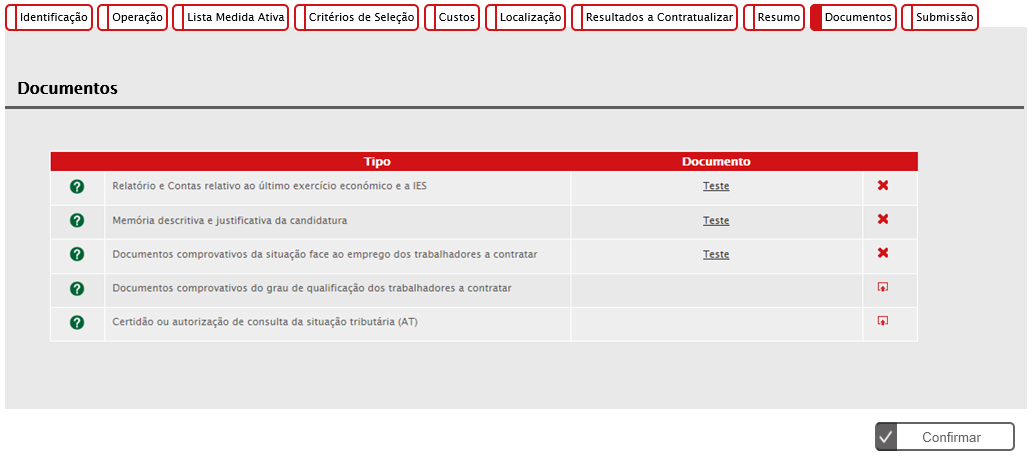 Identificação Operação Lista Medida Ativa Critérios de Seleção Custos Localização Resultados a Contratualizar Resumo Documentos Submissão
Documentos
Tipo Documento
? Relatório e Contas relativo ao último exercício económico e a IES Teste
? Memória descritiva e justificativa da candidatura Teste
? Documentos comprovativos da situação face ao emprego dos trabalhadores a contratar Teste
? Documentos comprovativos do grau de qualificação dos trabalhadores a contratar
? Certidão ou autorização de consulta da situação tributária (AT)
Confirmar